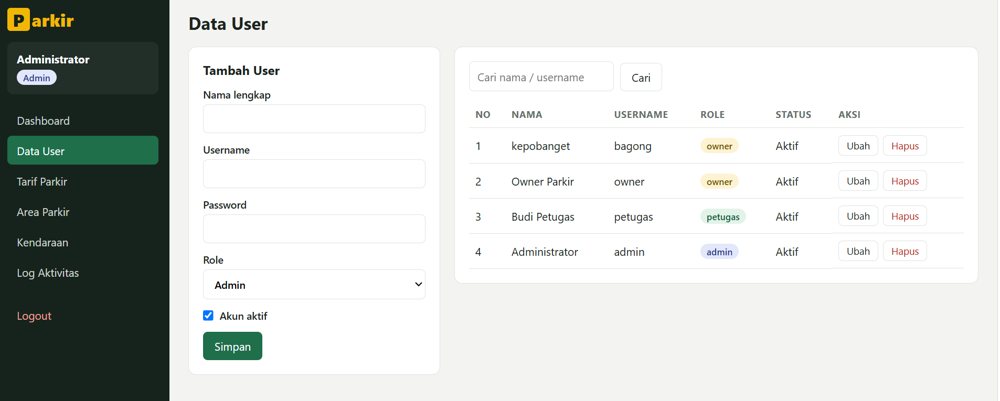 Parkir
Administrator
Admin
Dashboard
Data User
Tarif Parkir
Area Parkir
Kendaraan
Log Aktivitas
Logout
Data User
Tambah User
Nama lengkap
Username
Password
Role
Admin
Akun aktif
Simpan
Cari nama / username Cari
NO NAMA USERNAME ROLE STATUS AKSI
1 kepobanget bagong owner Aktif Ubah Hapus
2 Owner Parkir owner owner Aktif Ubah Hapus
3 Budi Petugas petugas petugas Aktif Ubah Hapus
4 Administrator admin admin Aktif Ubah Hapus